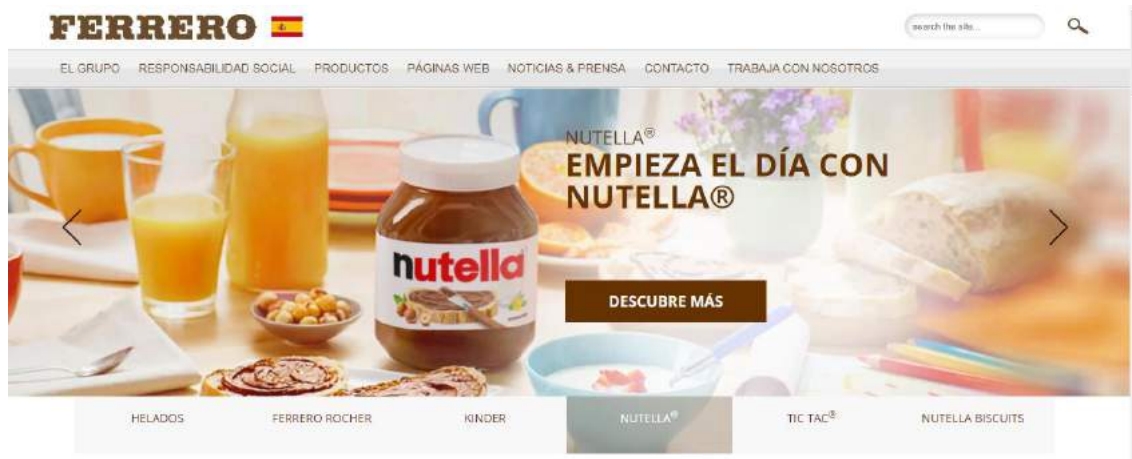 FERRERO
search the site...
EL GRUPO RESPONSABILIDAD SOCIAL PRODUCTOS PÁGINAS WEB NOTICIAS & PRENSA CONTACTO TRABAJA CON NOSOTROS
NUTELLA®
EMPIEZA EL DÍA CON
NUTELLA®
nutella
DESCUBRE MÁS
HELADOS FERRERO ROCHER KINDER NUTELLA® TIC TAC® NUTELLA BISCUITS